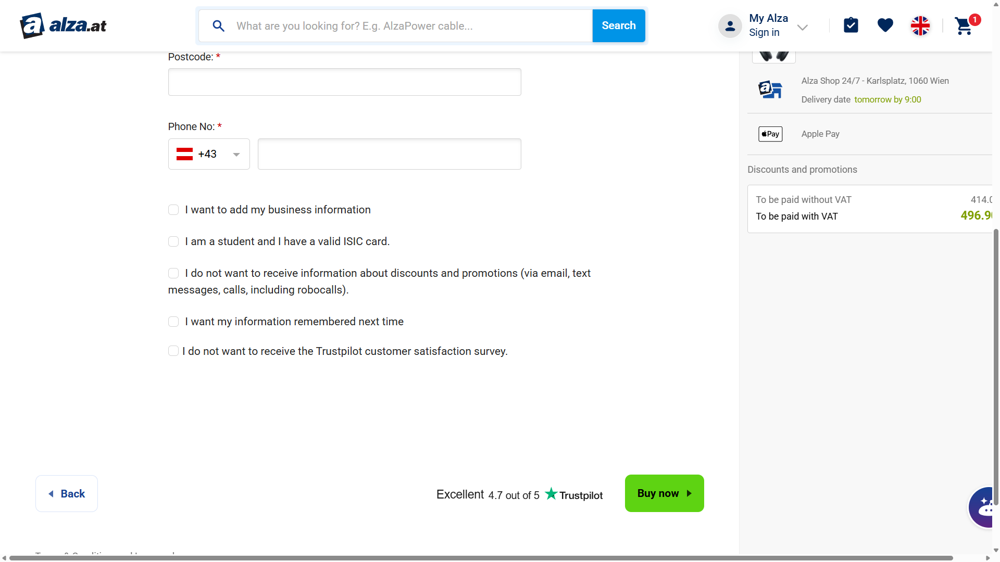 alza.at
What are you looking for? E.g. AlzaPower cable...
Search
My Alza
Sign in
1
Postcode: *
Phone No: *
+43
I want to add my business information
I am a student and I have a valid ISIC card.
I do not want to receive information about discounts and promotions (via email, text
messages, calls, including robocalls).
I want my information remembered next time
I do not want to receive the Trustpilot customer satisfaction survey.
Back
Excellent 4.7 out of 5 Trustpilot
Buy now
Alza Shop 24/7 - Karlsplatz, 1060 Wien
Delivery date tomorrow by 9:00
Pay
Apple Pay
Discounts and promotions
To be paid without VAT 414.0
To be paid with VAT 496.90